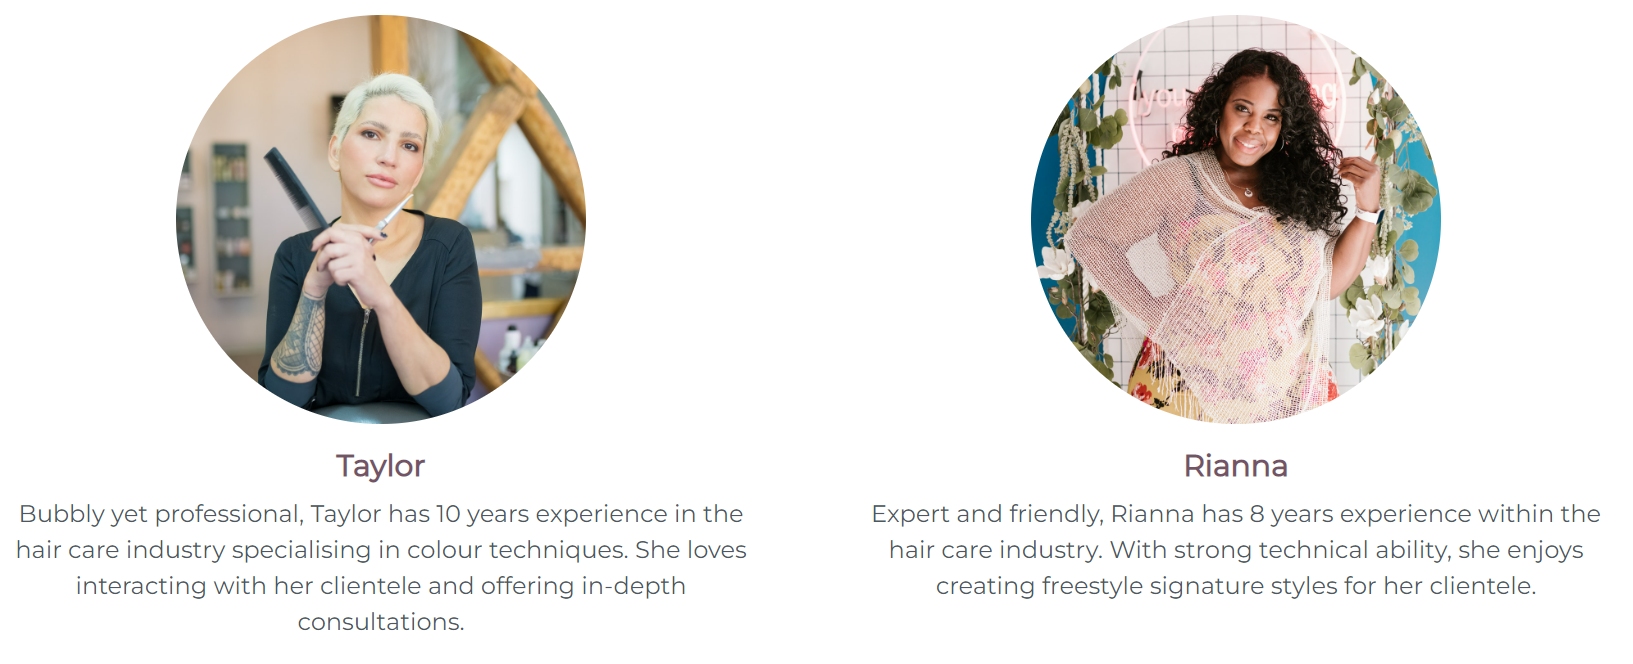 you
ng
Taylor
Bubbly yet professional, Taylor has 10 years experience in the
hair care industry specialising in colour techniques. She loves
interacting with her clientele and offering in-depth
consultations.
Rianna
Expert and friendly, Rianna has 8 years experience within the
hair care industry. With strong technical ability, she enjoys
creating freestyle signature styles for her clientele.